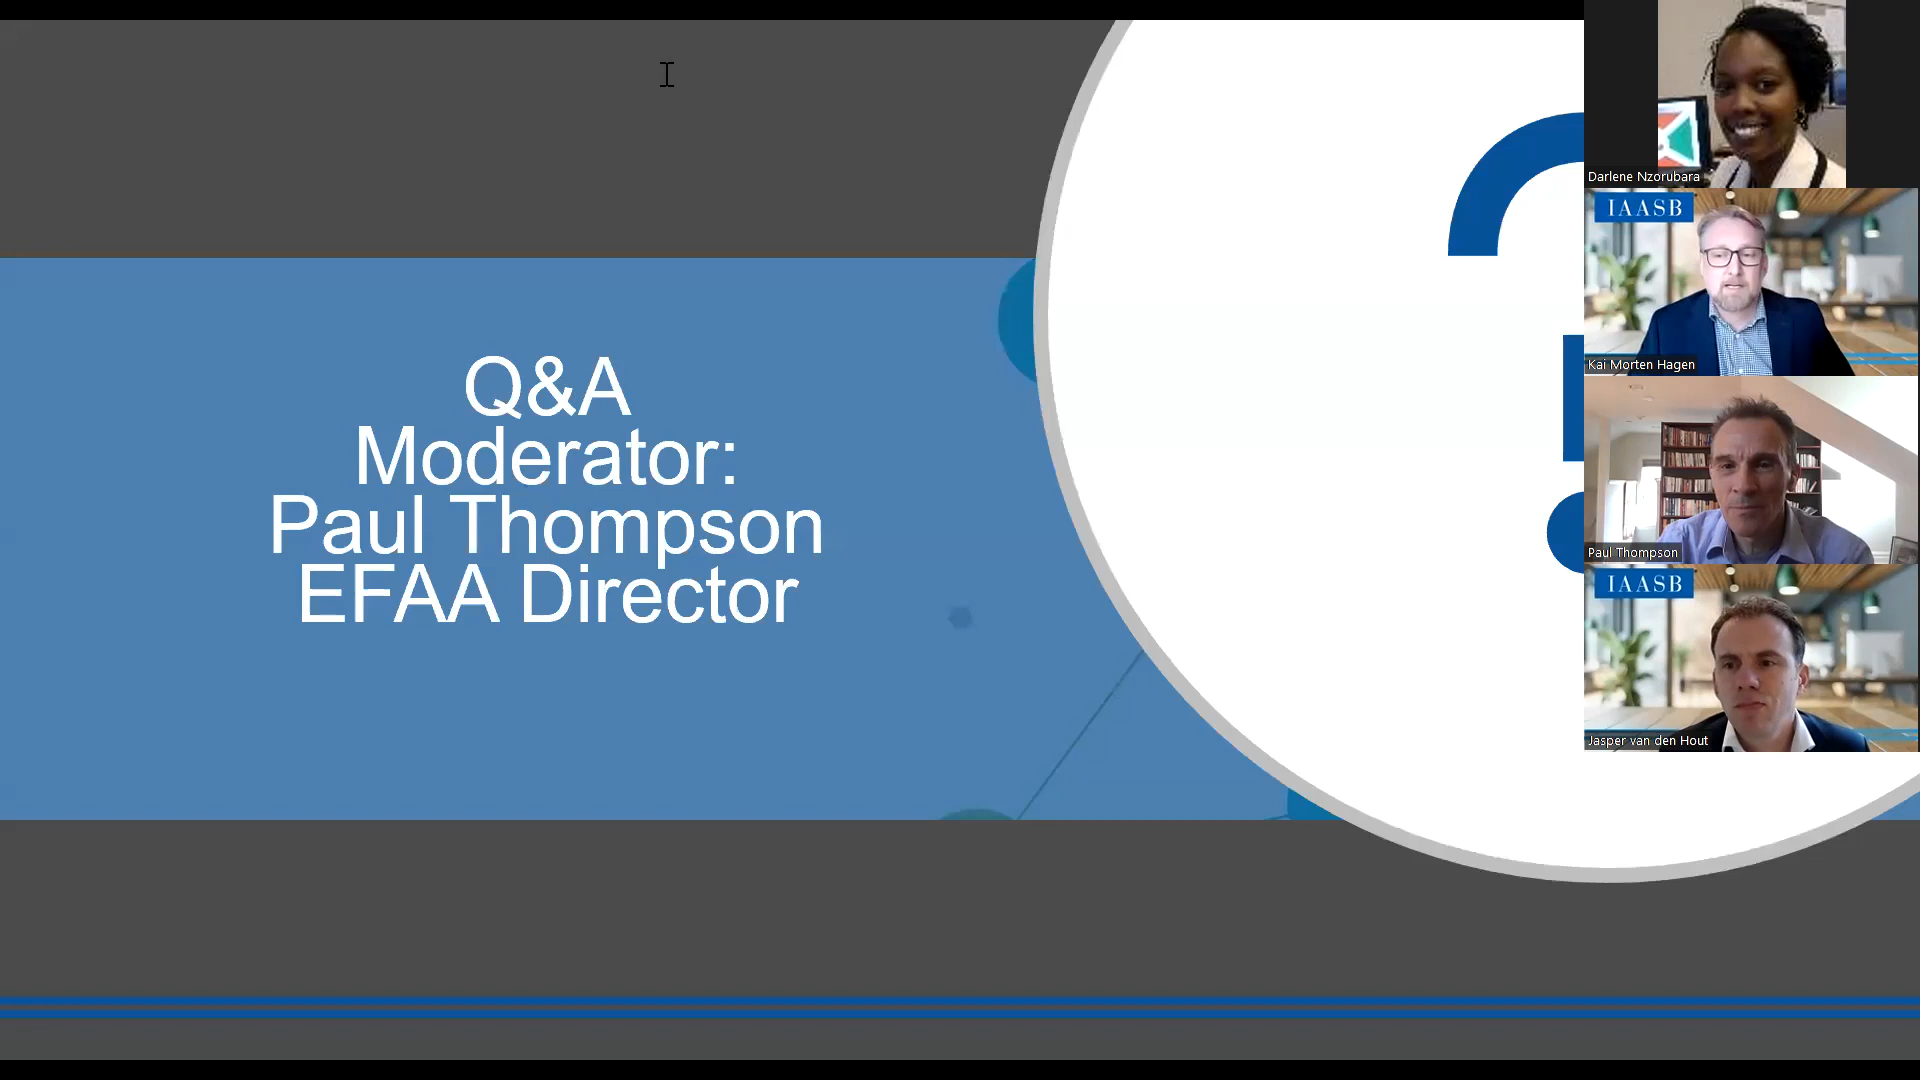 Q&A
Moderator:
Paul Thompson
EFAA Director
Darlene Nzorubara
IAASB
Kai Morten Hagen
Paul Thompson
IAASB
Jasper van den Hout